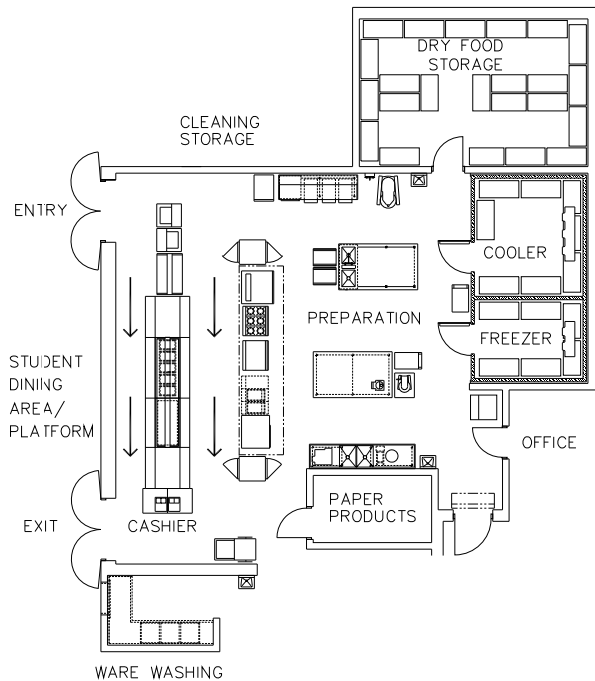 DRY FOOD
STORAGE
CLEANING
STORAGE
ENTRY
COOLER
PREPARATION
FREEZER
STUDENT
DINING
AREA/
PLATFORM
OFFICE
PAPER
PRODUCTS
EXIT
CASHIER
WARE WASHING